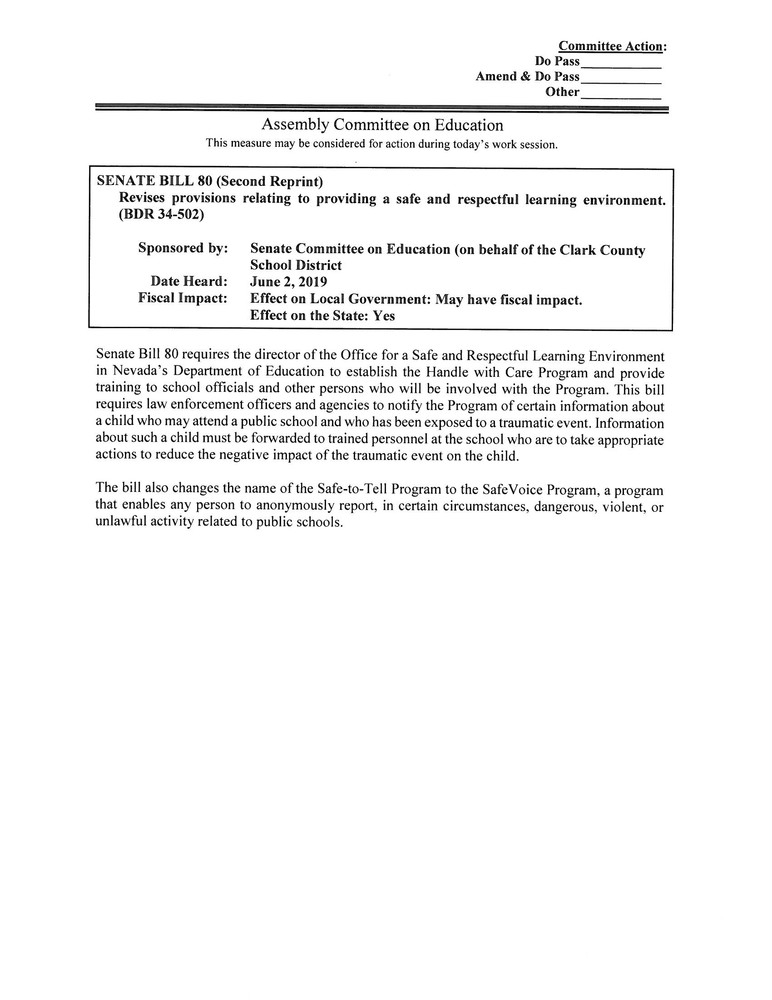 Committee Action:
Do Pass
Amend & Do Pass
Other
Assembly Committee on Education
This measure may be considered for action during today's work session.
SENATE BILL 80 (Second Reprint)
Revises provisions relating to providing a safe and respectful learning environment.
(BDR 34-502)
Sponsored by: Senate Committee on Education (on behalf of the Clark County
School District
Date Heard: June 2, 2019
Fiscal Impact: Effect on Local Government: May have fiscal impact.
Effect on the State: Yes
Senate Bill 80 requires the director of the Office for a Safe and Respectful Learning Environment
in Nevada's Department of Education to establish the Handle with Care Program and provide
training to school officials and other persons who will be involved with the Program. This bill
requires law enforcement officers and agencies to notify the Program of certain information about
a child who may attend a public school and who has been exposed to a traumatic event. Information
about such a child must be forwarded to trained personnel at the school who are to take appropriate
actions to reduce the negative impact of the traumatic event on the child.
The bill also changes the name of the Safe-to-Tell Program to the SafeVoice Program, a program
that enables any person to anonymously report, in certain circumstances, dangerous, violent, or
unlawful activity related to public schools.